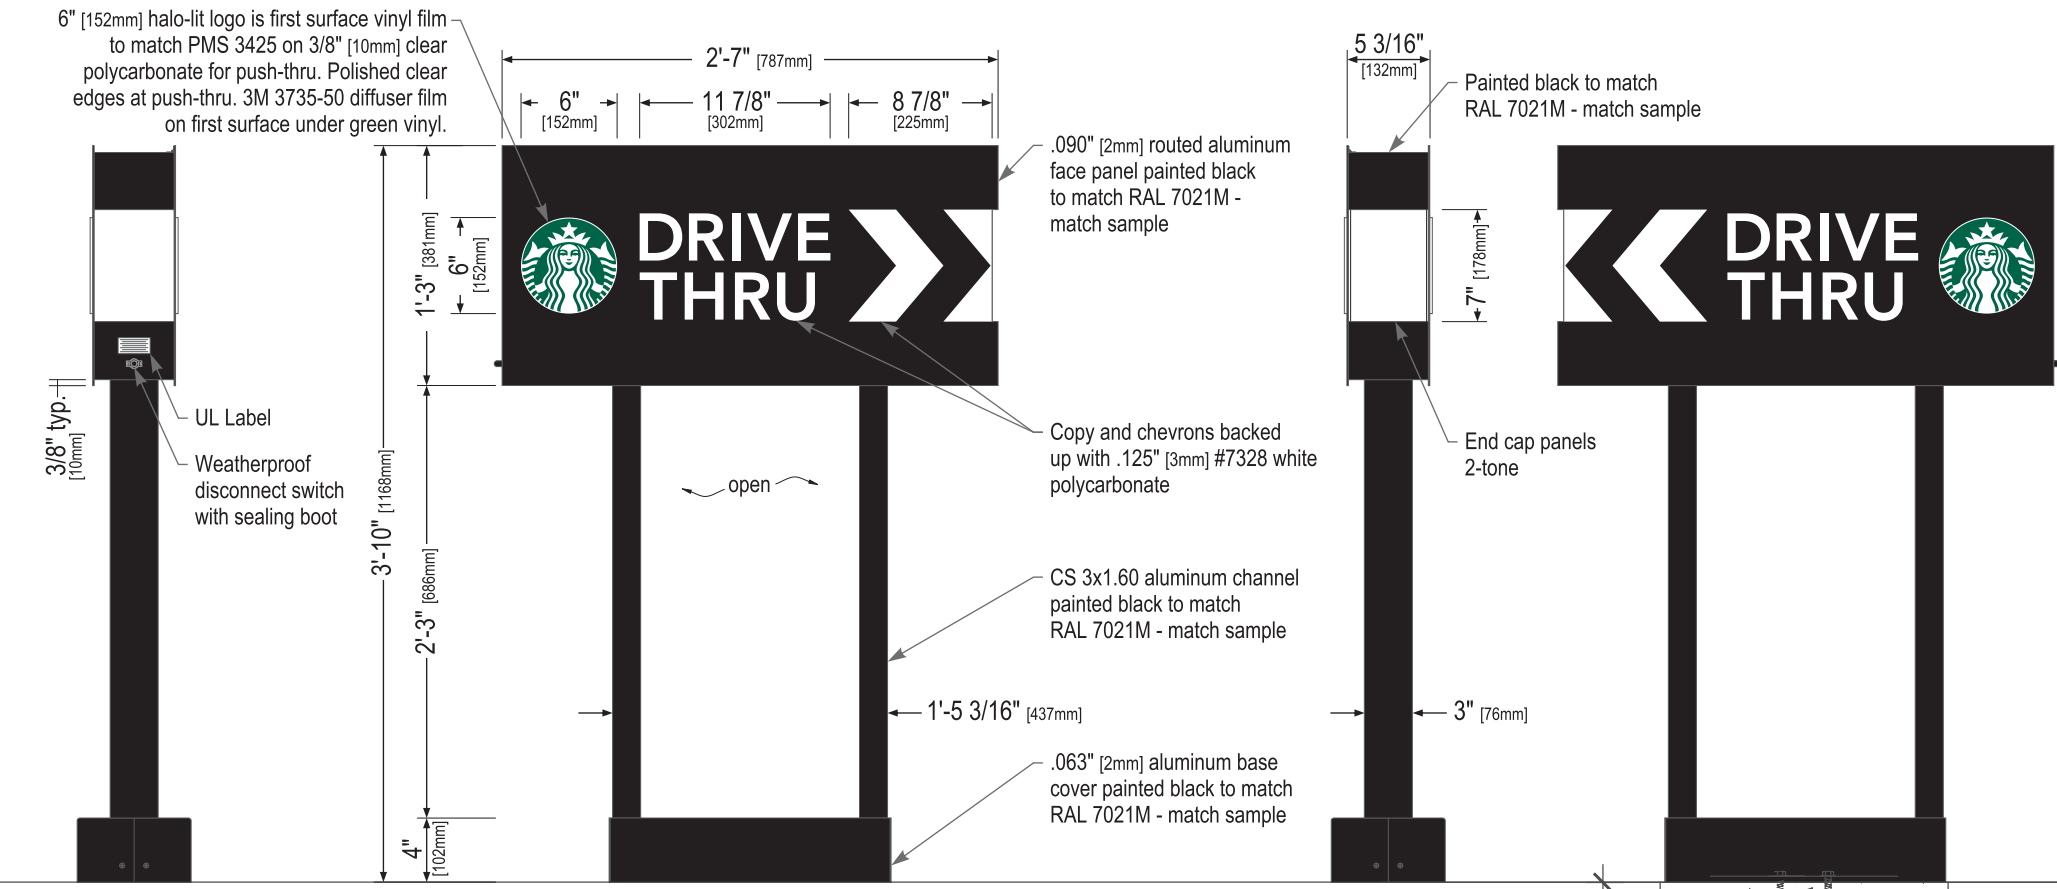 6" [152mm] halo-lit logo is first surface vinyl film
to match PMS 3425 on 3/8" [10mm] clear
polycarbonate for push-thru. Polished clear
edges at push-thru. 3M 3735-50 diffuser film
on first surface under green vinyl.
2'-7" [787mm]
6"
[152mm]
11 7/8"
[302mm]
8 7/8"
[225mm]
5 3/16"
[132mm]
Painted black to match
RAL 7021M - match sample
.090" [2mm] routed aluminum
face panel painted black
to match RAL 7021M -
match sample
1'-3" [381mm]
6"
[152mm]
DRIVE
THRU
7" [178mm]
DRIVE
THRU
3/8" typ.
[10mm]
UL Label
Weatherproof
disconnect switch
with sealing boot
3'-10" [1168mm]
2'-3" [686mm]
open
Copy and chevrons backed
up with .125" [3mm] #7328 white
polycarbonate
End cap panels
2-tone
CS 3x1.60 aluminum channel
painted black to match
RAL 7021M - match sample
1'-5 3/16" [437mm]
3" [76mm]
.063" [2mm] aluminum base
cover painted black to match
RAL 7021M - match sample
4"
[102mm]